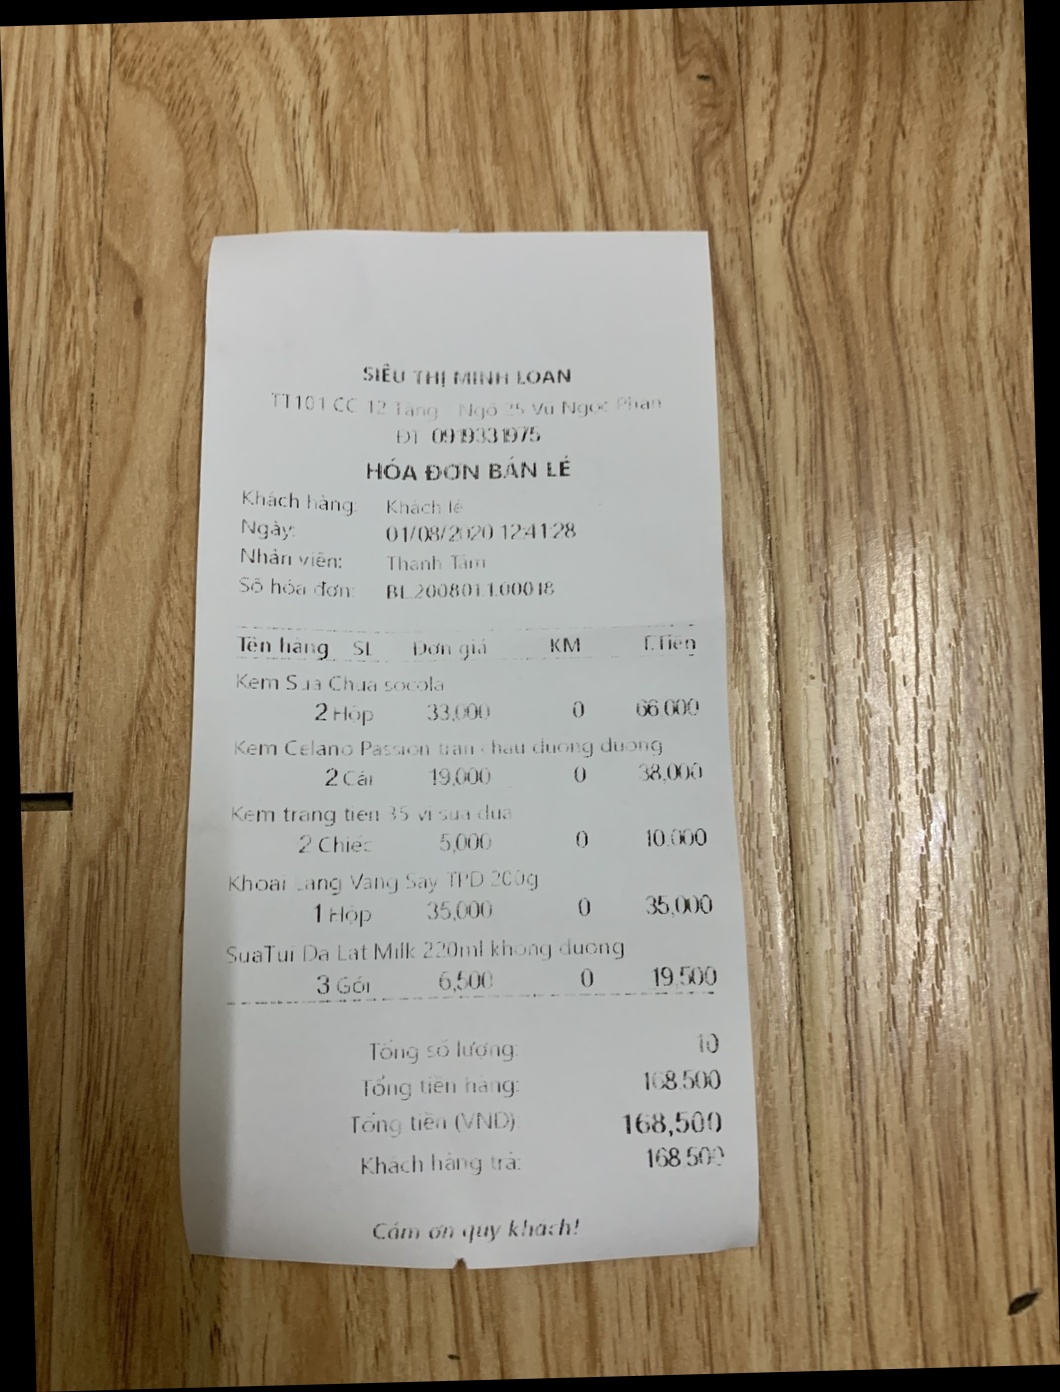 SIÊU THỊ MINH LOAN
TT101 CC 12 Tầng - Ngõ 25 Vũ Ngọc Phan
ĐT: 0919331975
HÓA ĐƠN BÁN LẺ
Khách hàng: Khách lẻ
Ngày: 01/08/2020 12:41:28
Nhân viên: Thanh Tâm
Số hóa đơn: BL.200801.1.00018
Tên hàng SL Đơn giá KM T.Tiền
Kem Sua Chua socola
2 Hộp 33,000 0 66,000
Kem Celano Passion tran chau duong duong
2 Cái 19,000 0 38,000
Kem trang tien 35 vi sua dua
2 Chiếc 5,000 0 10,000
Khoai Lang Vang Say TPD 200g
1 Hộp 35,000 0 35,000
SuaTui Da Lat Milk 220ml khong duong
3 Gói 6,500 0 19,500
Tổng số lượng: 10
Tổng tiền hàng: 168,500
Tổng tiền (VND): 168,500
Khách hàng trả: 168,500
Cám ơn quý khách!